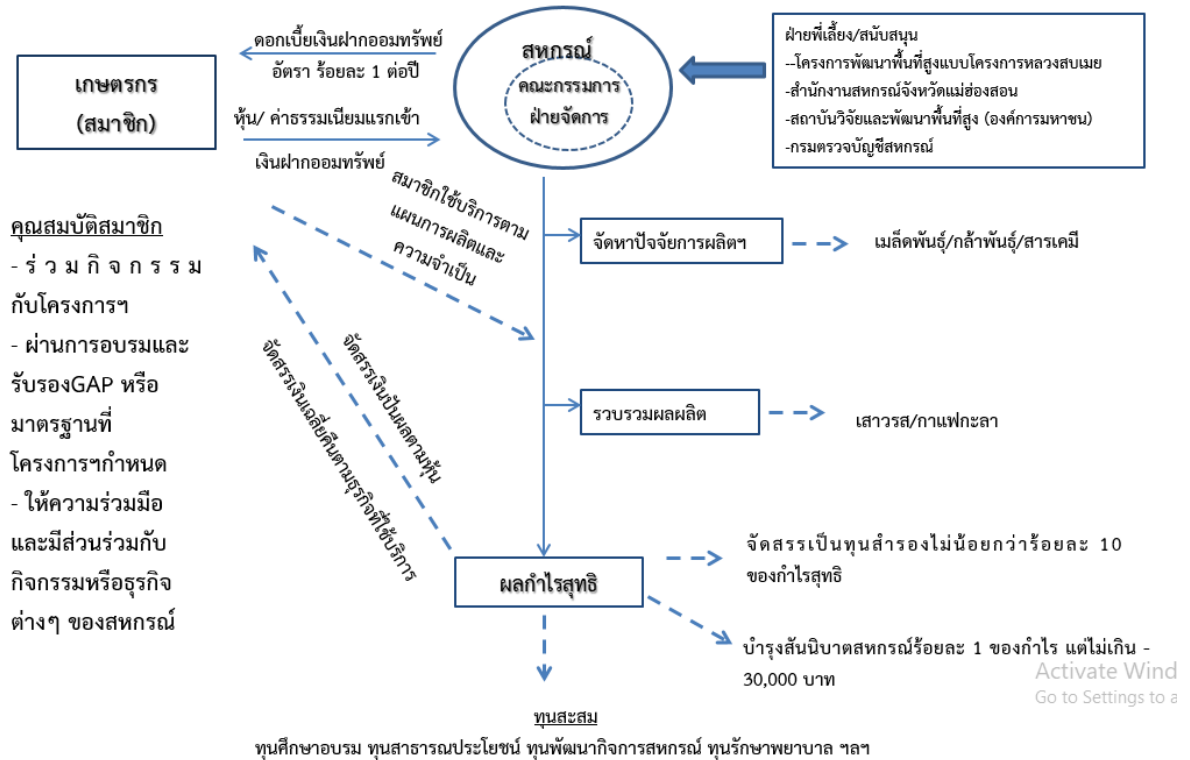 ดอกเบี้ยเงินฝากออมทรัพย์
อัตรา ร้อยละ 1 ต่อปี
เกษตรกร
(สมาชิก)
หุ้น/ ค่าธรรมเนียมแรกเข้า
เงินฝากออมทรัพย์
สหกรณ์
คณะกรรมการ
ฝ่ายจัดการ
ฝ่ายพี่เลี้ยง/สนับสนุน
--โครงการพัฒนาพื้นที่สูงแบบโครงการหลวงสบเมย
-สำนักงานสหกรณ์จังหวัดแม่ฮ่องสอน
-สถาบันวิจัยและพัฒนาพื้นที่สูง (องค์การมหาชน)
-กรมตรวจบัญชีสหกรณ์
สมาชิกใช้บริการตาม
แผนการผลิตและ
ความจำเป็น
คุณสมบัติสมาชิก
- ร่ ว ม กิ จ ก ร ร ม
กับโครงการฯ
- ผ่านการอบรมและ
รับรองGAP หรือ
มาตรฐานที่
โครงการฯกำหนด
- ให้ความร่วมมือ
และมีส่วนร่วมกับ
กิจกรรมหรือธุรกิจ
ต่างๆ ของสหกรณ์
จัดหาปัจจัยการผลิตฯ
เมล็ดพันธุ์/กล้าพันธุ์/สารเคมี
จัดสรรเงินปันผลตามหุ้น
จัดสรรเงินเฉลี่ยคืนตามธุรกิจที่ใช้บริการ
รวบรวมผลผลิต
เสาวรส/กาแฟกะลา
ผลกำไรสุทธิ
จัดสรรเป็นทุนสำรองไม่น้อยกว่าร้อยละ 10
ของกำไรสุทธิ
บำรุงสันนิบาตสหกรณ์ร้อยละ 1 ของกำไร แต่ไม่เกิน -
30,000 บาท
Activate Wind
Go to Settings to a
ทุนสะสม
ทุนศึกษาอบรม ทุนสาธารณประโยชน์ ทุนพัฒนากิจการสหกรณ์ ทุนรักษาพยาบาล ฯลฯ